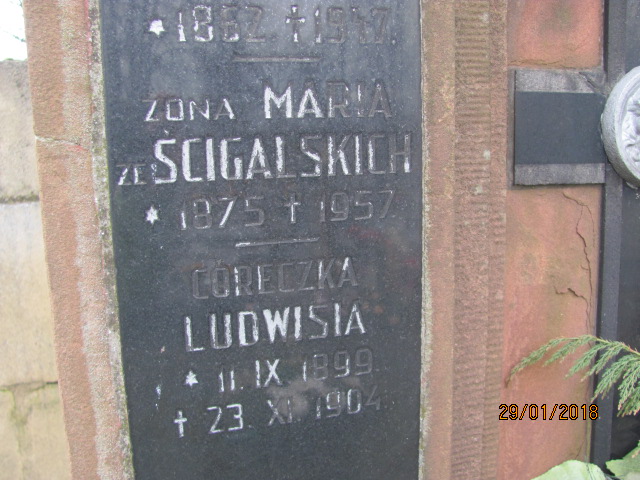 * 1862. † 1947.
ŻONA MARIA
ZE ŚCIGALSKICH
* 1875 † 1957.
CÓRECZKA
LUDWISIA
* 11. IX 1899.
† 23. XI. 1904
29/01/2018